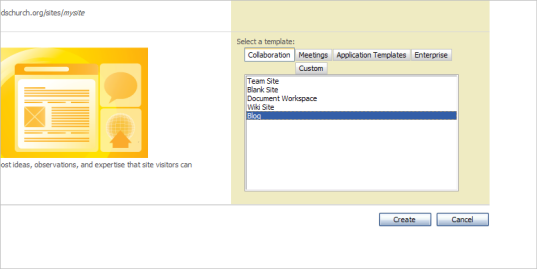 dschurch.org/sites/mysite
Select a template:
Collaboration Meetings Application Templates Enterprise
Custom
Team Site
Blank Site
Document Workspace
Wiki Site
Blog
ost ideas, observations, and expertise that site visitors can
Create Cancel